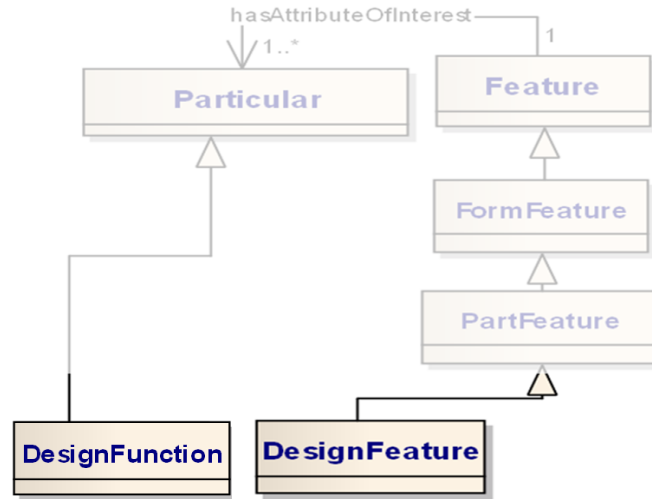 hasAttributeOfInterest
1..*
1
Particular
Feature
FormFeature
PartFeature
DesignFunction
DesignFeature